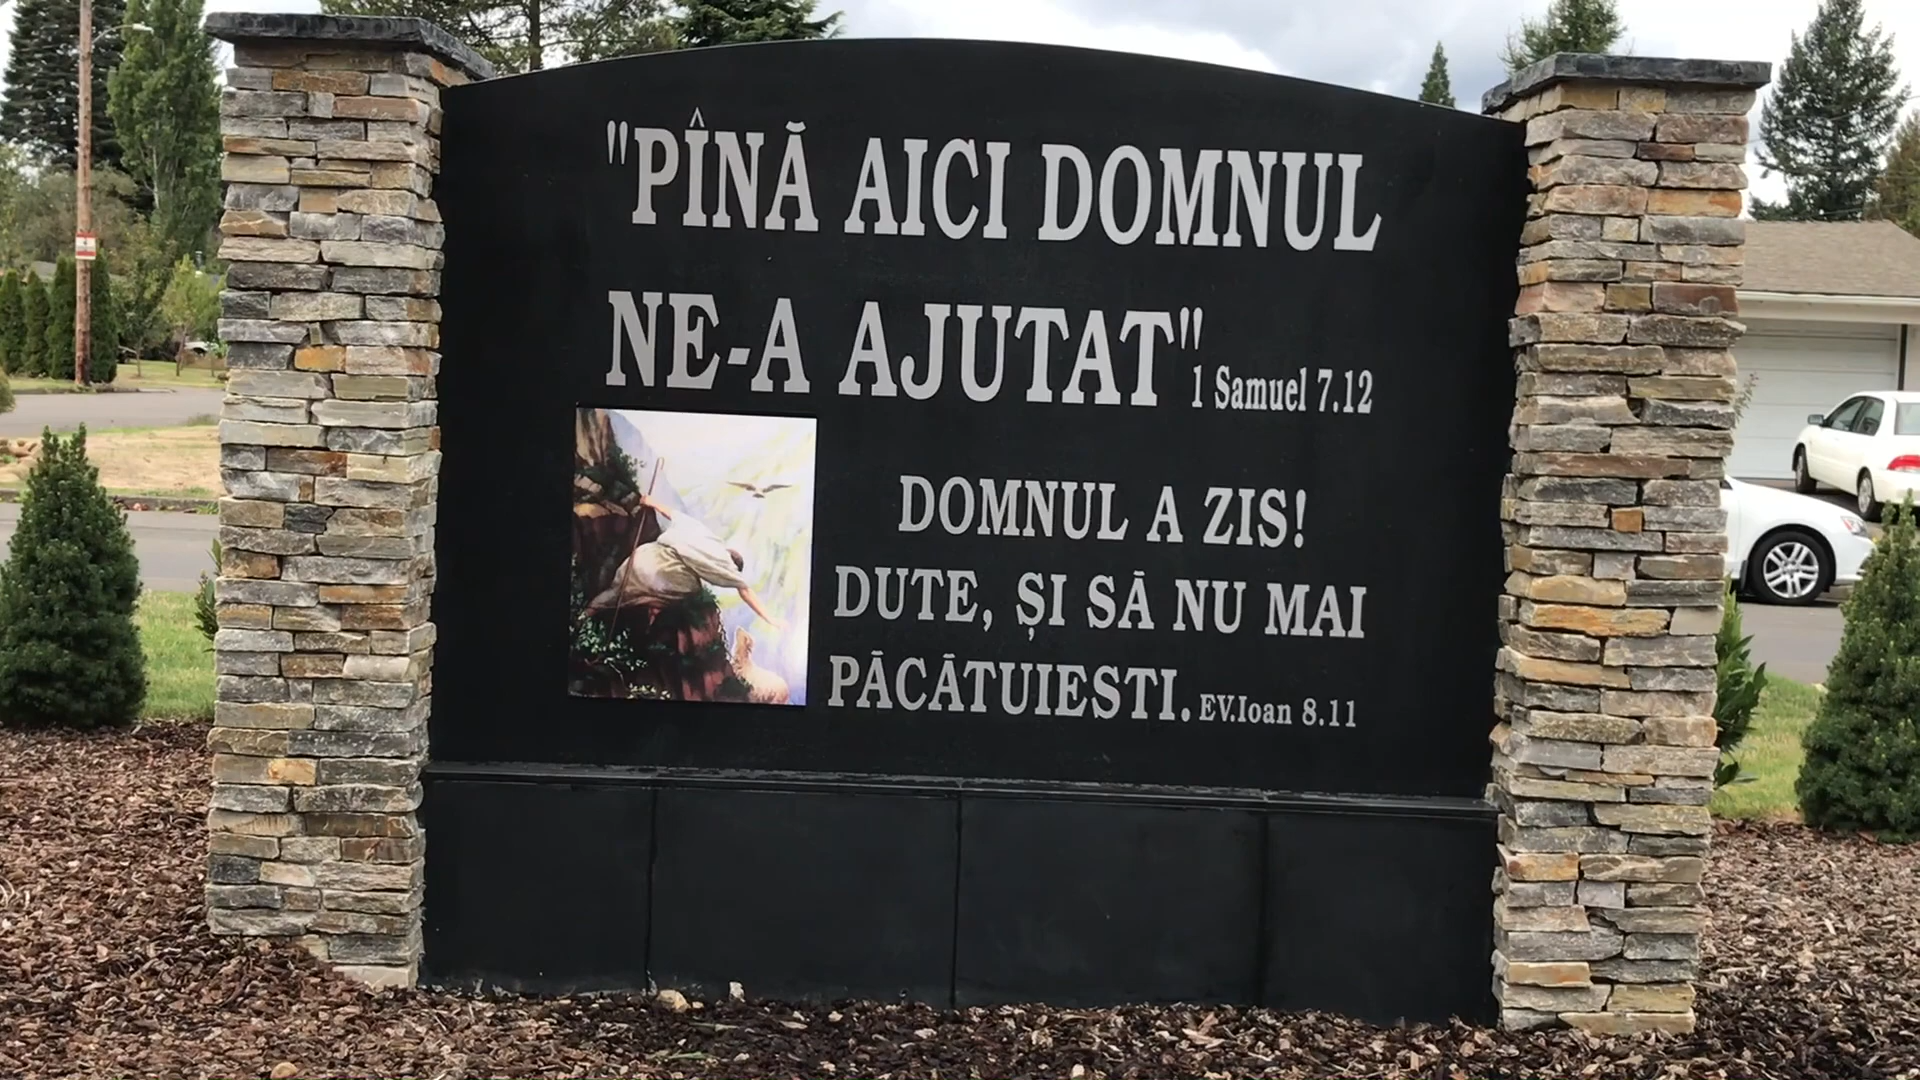 "PÎNĂ AICI DOMNUL
NE-A AJUTAT" 1 Samuel 7.12
DOMNUL A ZIS!
DUTE, ȘI SĂ NU MAI
PĂCĂTUIESTI. EV.Ioan 8.11